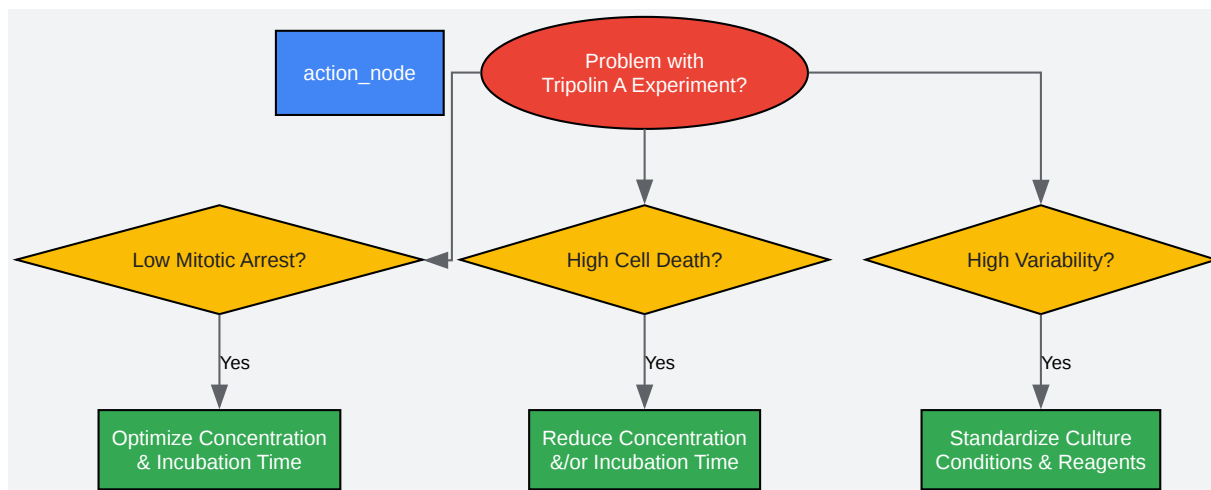 action_node
Problem with
Tripolin A Experiment?
Low Mitotic Arrest?
High Cell Death?
High Variability?
Yes
Yes
Yes
Optimize Concentration
& Incubation Time
Reduce Concentration
&/or Incubation Time
Standardize Culture
Conditions & Reagents